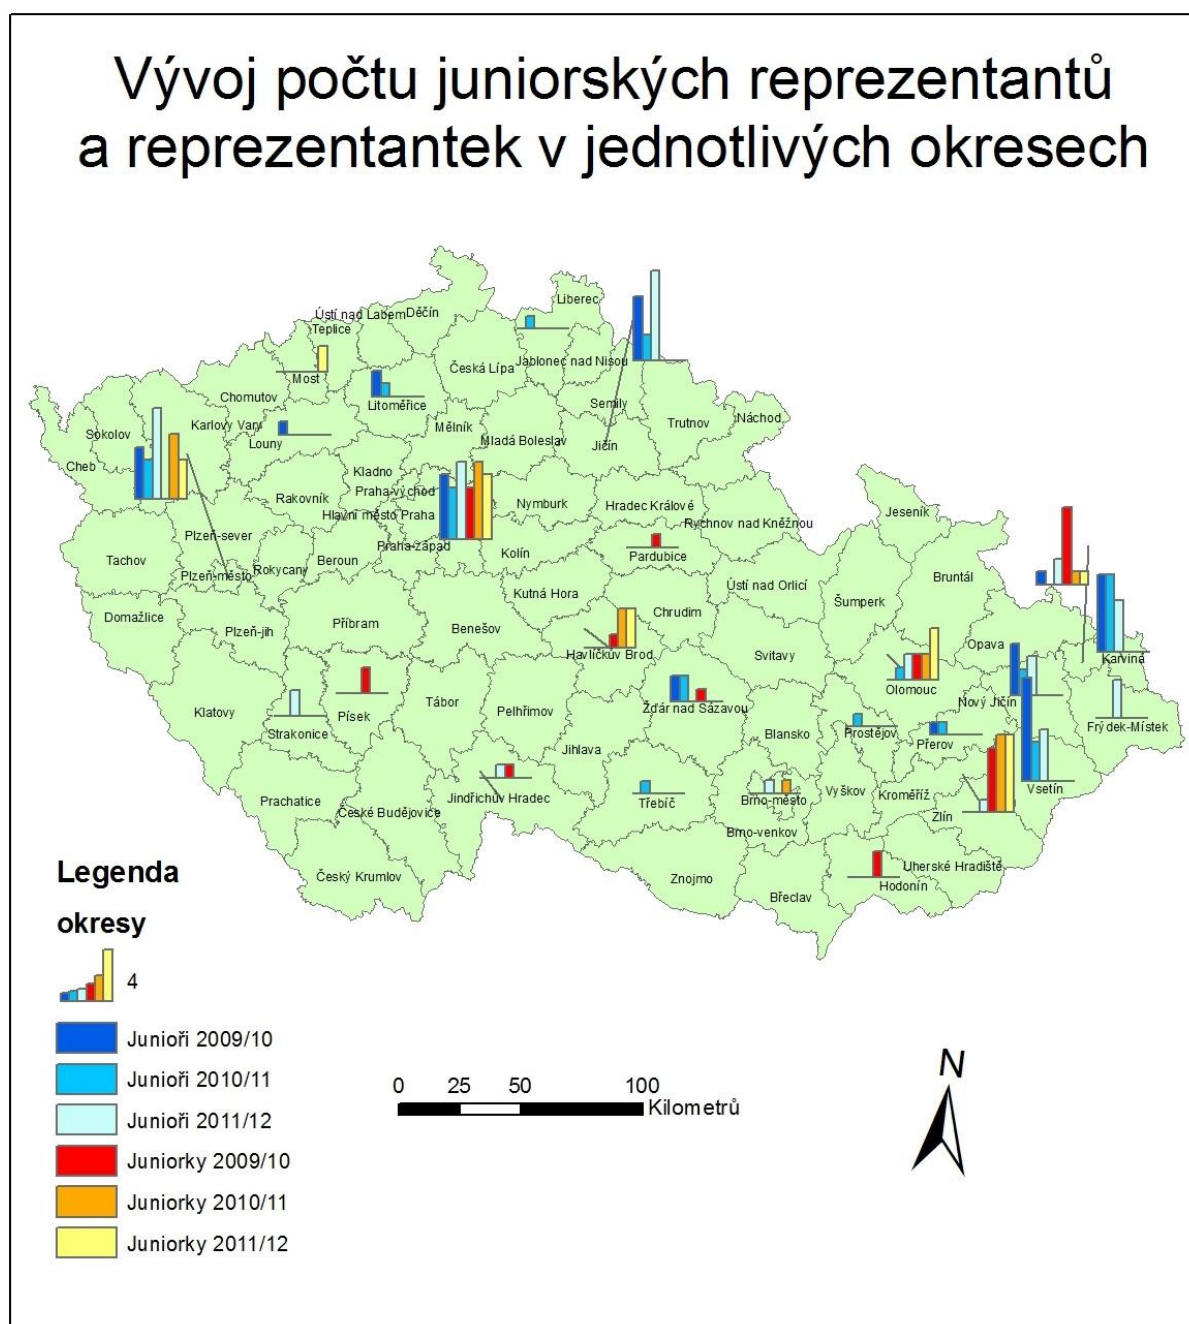 Vývoj počtu juniorských reprezentantů
a reprezentantek v jednotlivých okresech
Liberec
Ústí nad Labem
Děčín
Teplice
Jablonec nad Nisou
Česká Lípa
Most
Chomutov
Litoměřice
Semily
Trutnov
Náchod
Sokolov
Karlovy Vary
Mělník
Mladá Boleslav
Jičín
Louny
Cheb
Kladno
Praha-východ
Rakovník
Nymburk
Hradec Králové
Hlavní město Praha
Rychnov nad Kněžnou
Jeseník
Plzeň-sever
Praha-západ
Kolín
Pardubice
Tachov
Beroun
Rokycany
Plzeň-město
Bruntál
Ústí nad Orlicí
Kutná Hora
Šumperk
Domažlice
Chrudim
Příbram
Benešov
Plzeň-jih
Opava
Havlíčkův Brod
Svitavy
Karviná
Olomouc
Žďár nad Sázavou
Nový Jičín
Tábor
Pelhřimov
Klatovy
Písek
Frýdek-Místek
Strakonice
Blansko
Prostějov
Přerov
Jihlava
Jindřichův Hradec
Vsetín
Vyškov
Kroměříž
Prachatice
Třebíč
Brno-město
České Budějovice
Zlín
Brno-venkov
Uherské Hradiště
Český Krumlov
Znojmo
Hodonín
Břeclav
Legenda
okresy
4
Junioři 2009/10
Junioři 2010/11
Junioři 2011/12
Juniorky 2009/10
Juniorky 2010/11
Juniorky 2011/12
0 25 50 100
Kilometrů
N